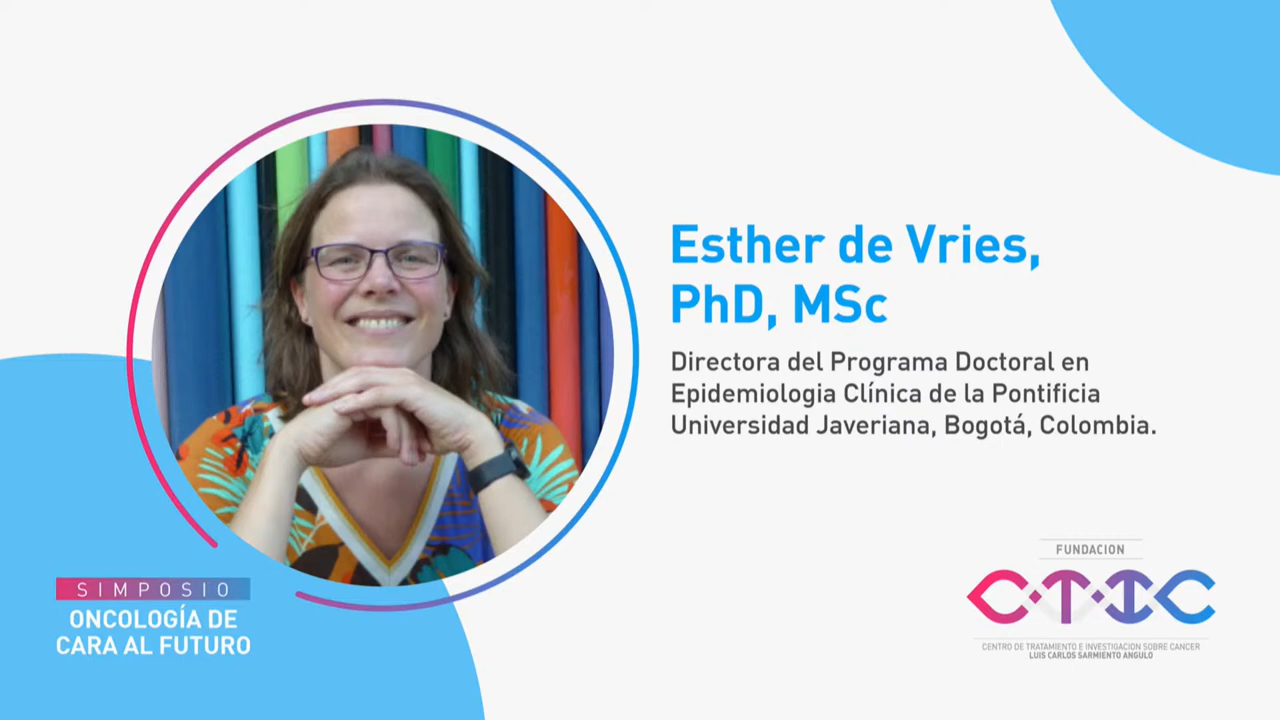 Esther de Vries,
PhD, MSc
Directora del Programa Doctoral en
Epidemiologia Clínica de la Pontificia
Universidad Javeriana, Bogotá, Colombia.
SIMPOSIO
ONCOLOGÍA DE
CARA AL FUTURO
FUNDACION
C·T·I·C
CENTRO DE TRATAMIENTO E INVESTIGACION SOBRE CANCER
LUIS CARLOS SARMIENTO ANGULO